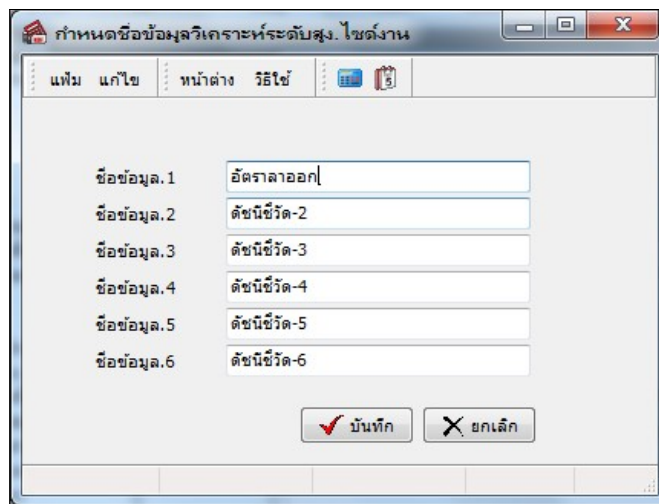 กำหนดชื่อข้อมูลวิเคราะห์ระดับสูง.ไซด์งาน
แฟ้ม แก้ไข หน้าต่าง วิธีใช้ 5
ชื่อข้อมูล.1 อัตราลาออก
ชื่อข้อมูล.2 ดัชนีชี้วัด-2
ชื่อข้อมูล.3 ดัชนีชี้วัด-3
ชื่อข้อมูล.4 ดัชนีชี้วัด-4
ชื่อข้อมูล.5 ดัชนีชี้วัด-5
ชื่อข้อมูล.6 ดัชนีชี้วัด-6
บันทึก ยกเลิก